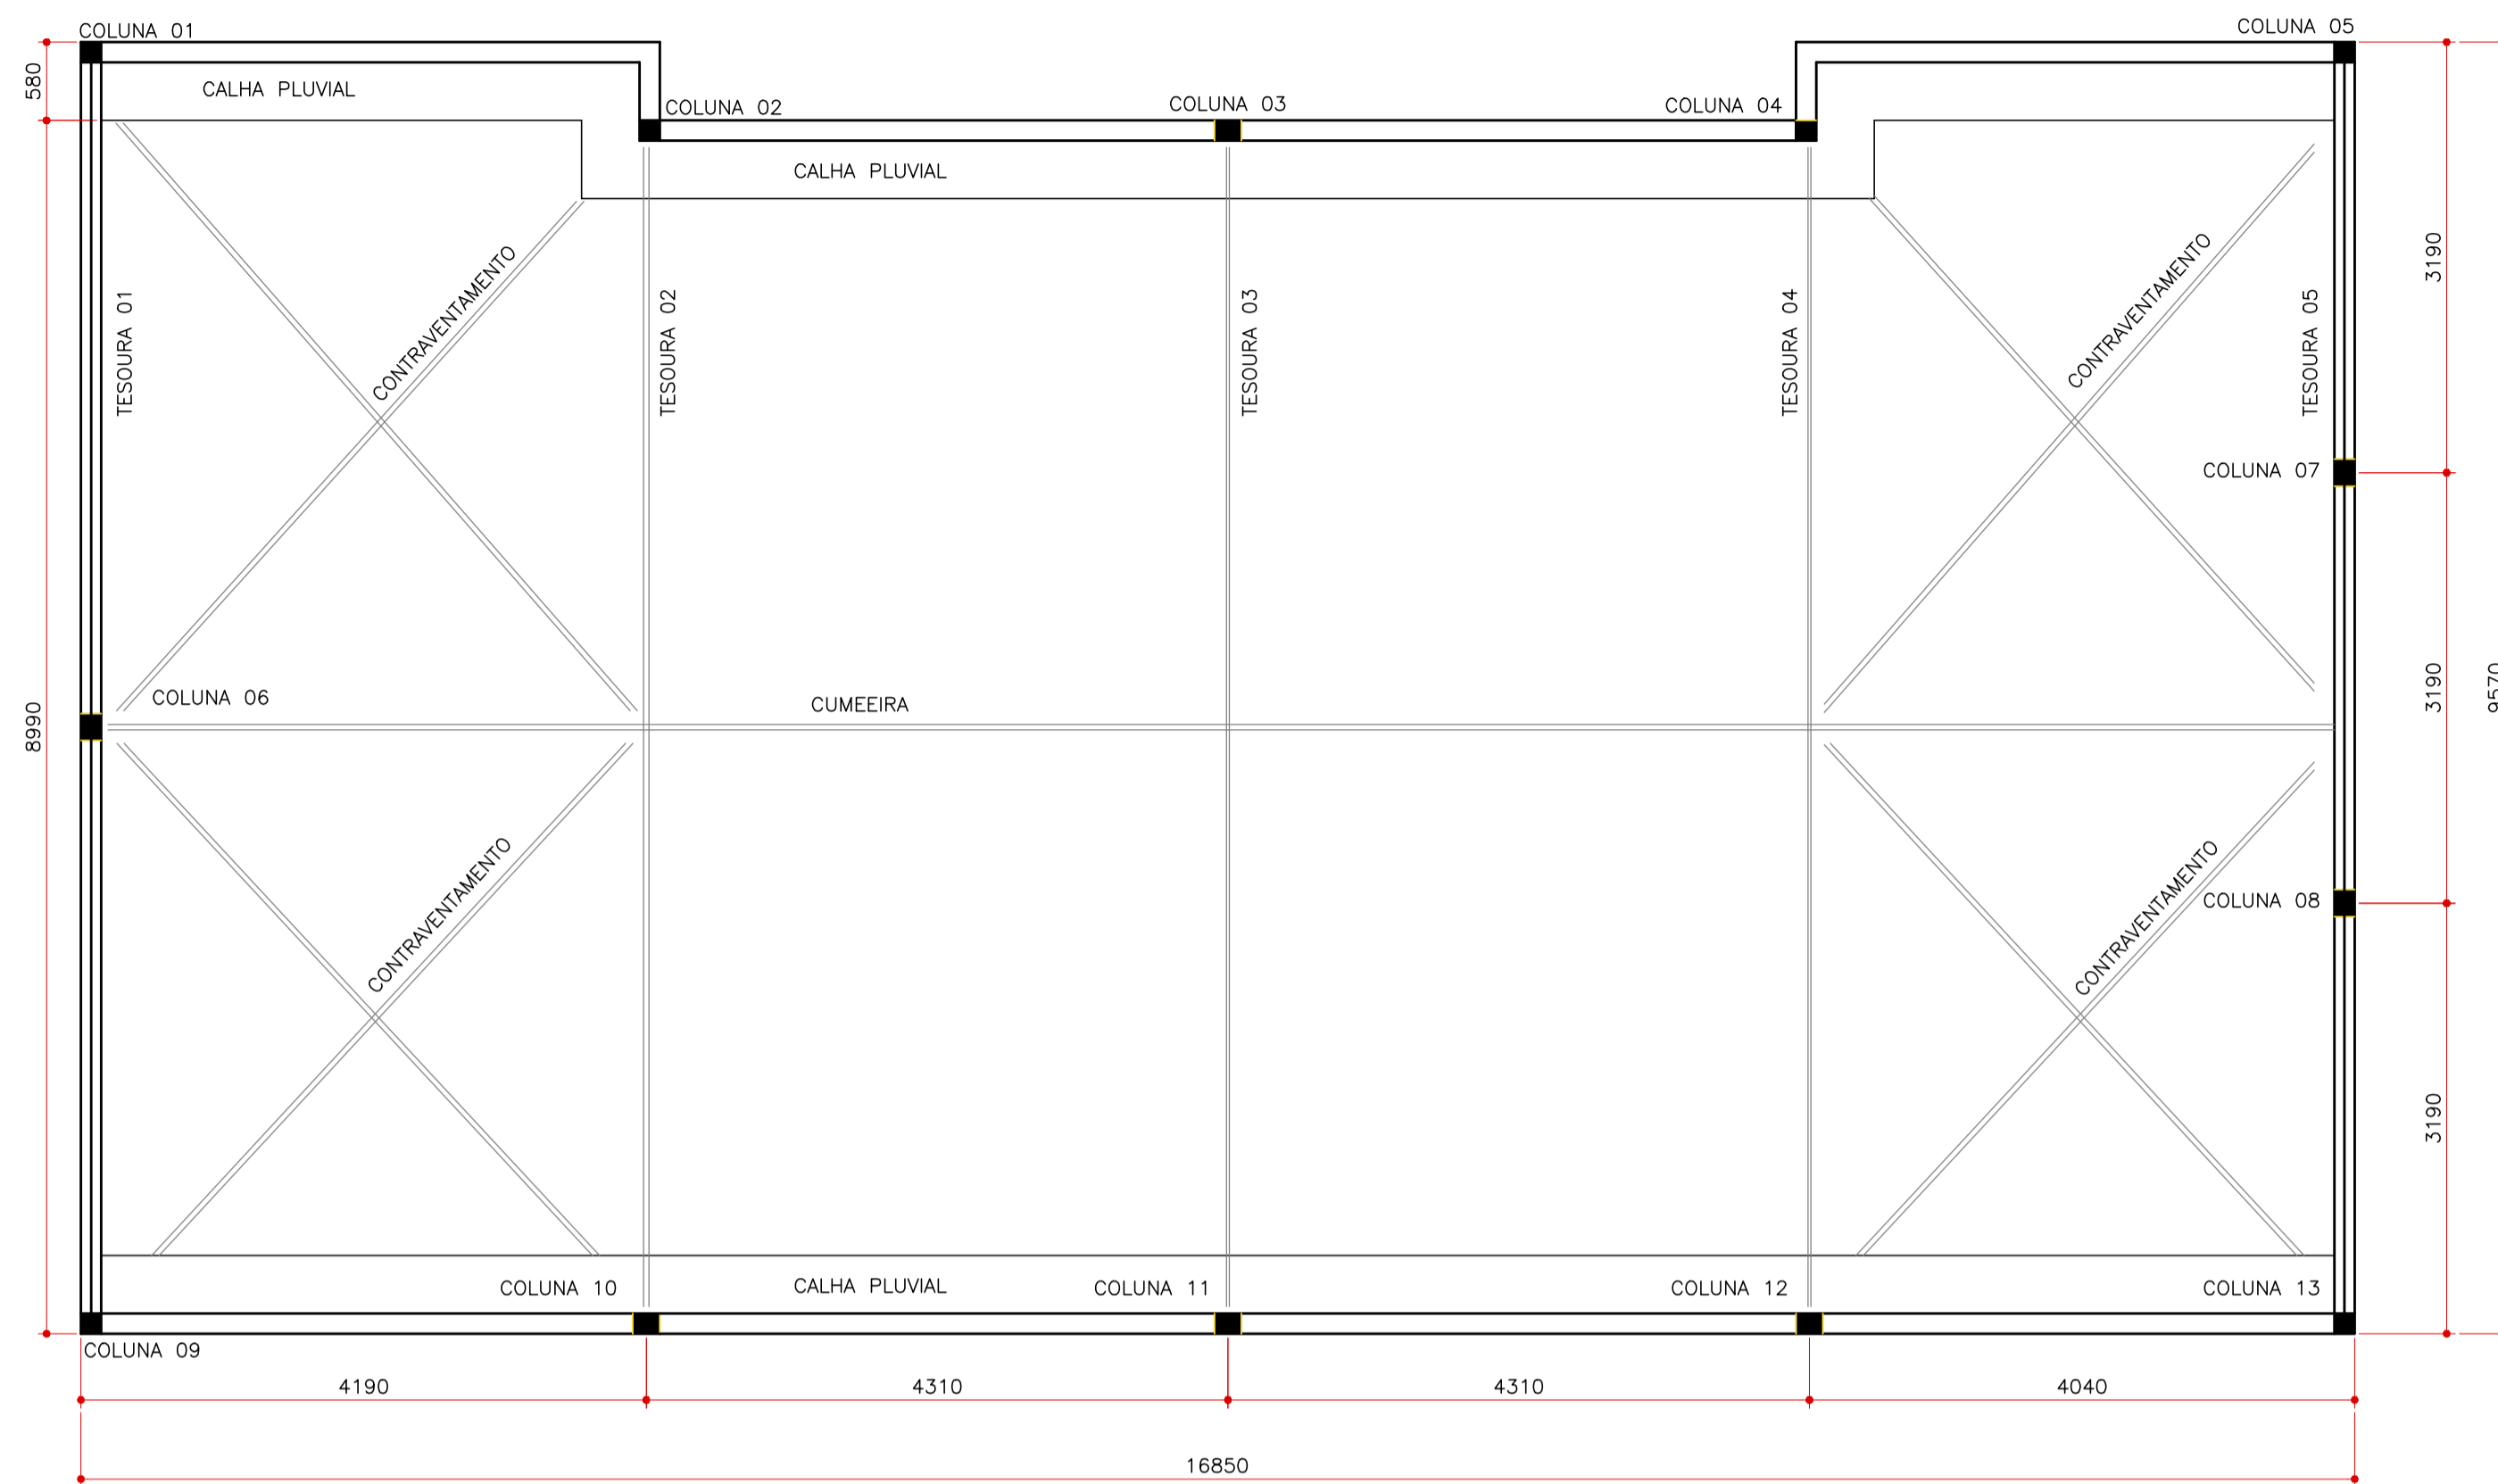 COLUNA 01
COLUNA 05
580
CALHA PLUVIAL
COLUNA 02
COLUNA 03
COLUNA 04
CALHA PLUVIAL
3190
CONTRAVENTAMENTO
CONTRAVENTAMENTO
TESOURA 01
TESOURA 02
TESOURA 03
TESOURA 04
TESOURA 05
COLUNA 07
COLUNA 06
CUMEEIRA
8990
3190
9570
CONTRAVENTAMENTO
CONTRAVENTAMENTO
COLUNA 08
3190
COLUNA 10
CALHA PLUVIAL
COLUNA 11
COLUNA 12
COLUNA 13
COLUNA 09
4190
4310
4310
4040
16850